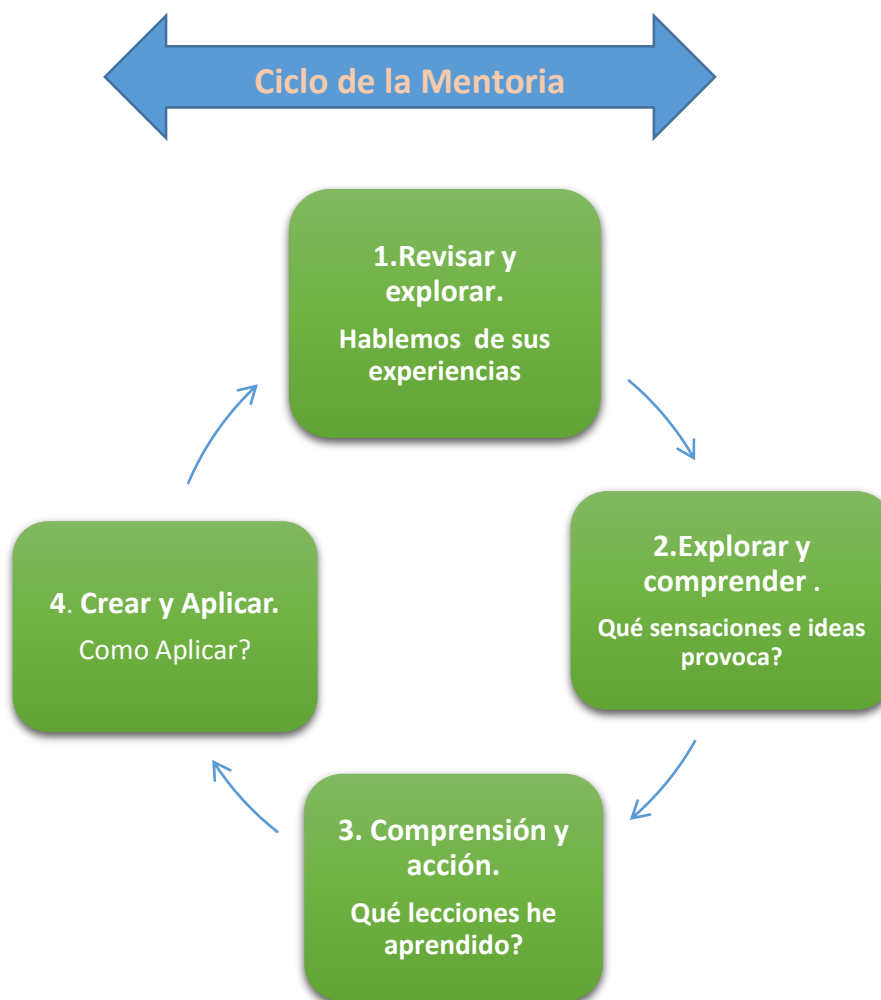 Ciclo de la Mentoria
1.Revisar y
explorar.
Hablemos de sus
experiencias
2.Explorar y
comprender .
Qué sensaciones e ideas
provoca?
3. Comprensión y
acción.
Qué lecciones he
aprendido?
4. Crear y Aplicar.
Como Aplicar?